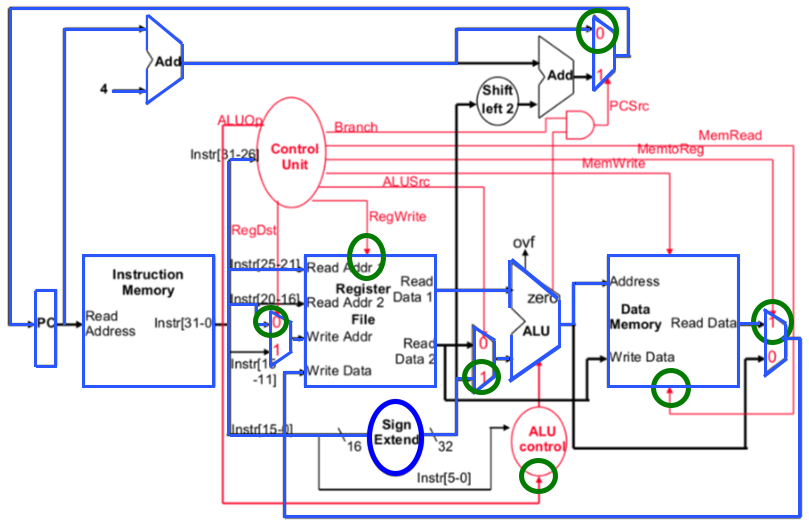 0
Add
4
Add
1
Shift
left 2
PCSrc
ALUOp
Branch
MemRead
Instr[31-26]
Control
Unit
MemtoReg
MemWrite
ALUSrc
RegDst
RegWrite
ovf
Instruction
Memory
Instr[25-21]
Read Addr 1
Register
File
Read
Data 1
zero
Address
Data
Memory
Instr[20-16]
Read Addr 2
PC
Read
Address
Instr[31-0]
0
1
Write Addr
Read
Data 2
0
1
ALU
Read Data
1
0
Write Data
Instr[15
-11]
Write Data
Instr[15-0]
16
Sign
Extend
32
ALU
control
Instr[5-0]